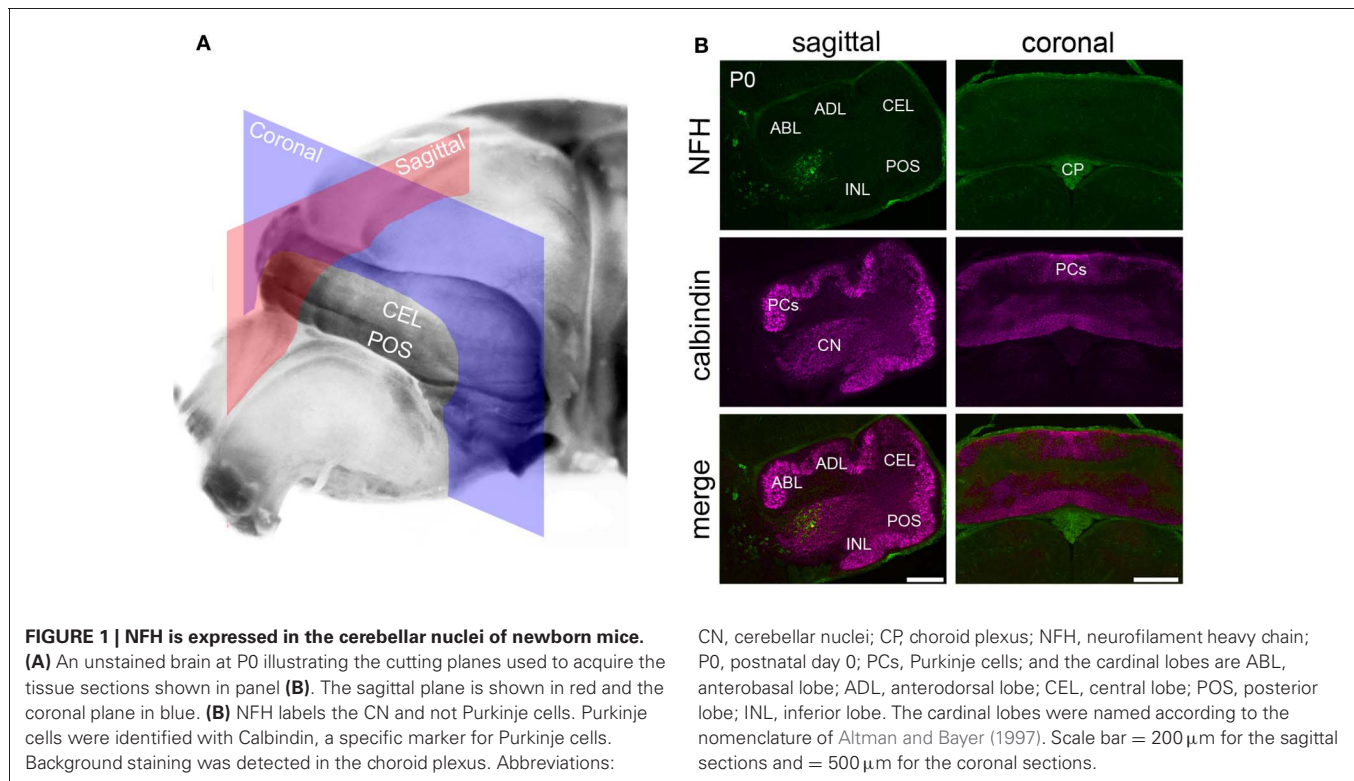 A
Coronal
Sagittal
CEL
POS
B
sagittal
coronal
NFH
P0
ADL
CEL
ABL
POS
INL
CP
calbindin
PCs
CN
PCs
merge
ADL
CEL
ABL
POS
INL
FIGURE 1 | NFH is expressed in the cerebellar nuclei of newborn mice.
(A) An unstained brain at P0 illustrating the cutting planes used to acquire the
tissue sections shown in panel (B). The sagittal plane is shown in red and the
coronal plane in blue. (B) NFH labels the CN and not Purkinje cells. Purkinje
cells were identified with Calbindin, a specific marker for Purkinje cells.
Background staining was detected in the choroid plexus. Abbreviations:
CN, cerebellar nuclei; CP, choroid plexus; NFH, neurofilament heavy chain;
P0, postnatal day 0; PCs, Purkinje cells; and the cardinal lobes are ABL,
anterobasal lobe; ADL, anterodorsal lobe; CEL, central lobe; POS, posterior
lobe; INL, inferior lobe. The cardinal lobes were named according to the
nomenclature of Altman and Bayer (1997). Scale bar = 200 μm for the sagittal
sections and = 500 μm for the coronal sections.